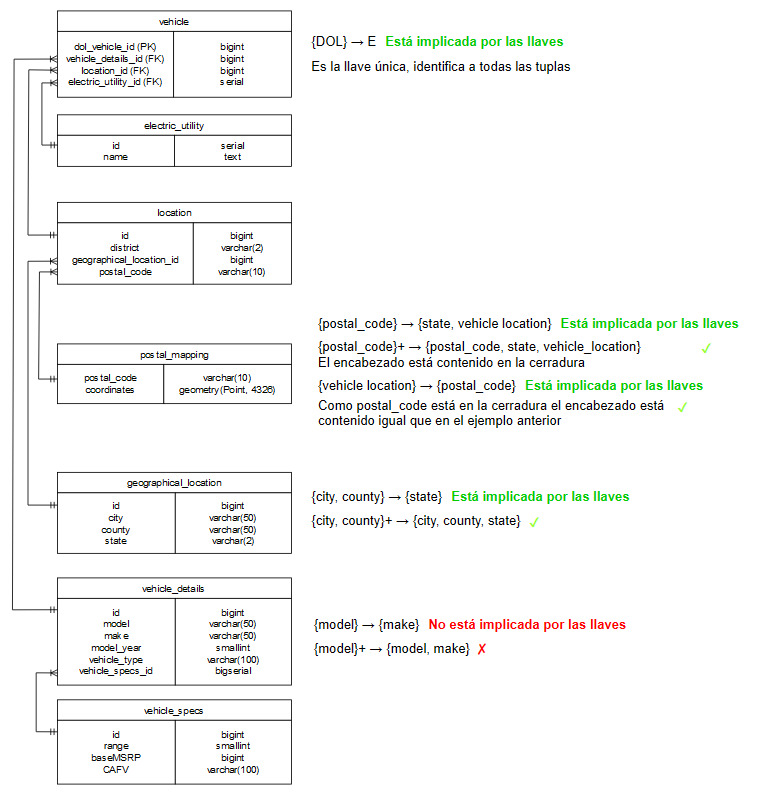 vehicle
dol_vehicle_id (PK) bigint
vehicle_details_id (FK) bigint
location_id (FK) bigint
electric_utility_id (FK) serial
{DOL} → E Está implicada por las llaves
Es la llave única, identifica a todas las tuplas
electric_utility
id serial
name text
location
id bigint
district varchar(2)
geographical_location_id bigint
postal_code varchar(10)
postal_mapping
postal_code varchar(10)
coordinates geometry(Point, 4326)
{postal_code} → {state, vehicle location} Está implicada por las llaves
{postal_code}+ → {postal_code, state, vehicle_location} ✓
El encabezado está contenido en la cerradura
{vehicle location} → {postal_code} Está implicada por las llaves
Como postal_code está en la cerradura el encabezado está ✓
contenido igual que en el ejemplo anterior
geographical_location
id bigint
city varchar(50)
county varchar(50)
state varchar(2)
{city, county} → {state} Está implicada por las llaves
{city, county}+ → {city, county, state} ✓
vehicle_details
id bigint
model varchar(50)
make varchar(50)
model_year smallint
vehicle_type varchar(100)
vehicle_specs_id bigserial
{model} → {make} No está implicada por las llaves
{model}+ → {model, make} ✗
vehicle_specs
id bigint
range smallint
baseMSRP bigint
CAFV varchar(100)